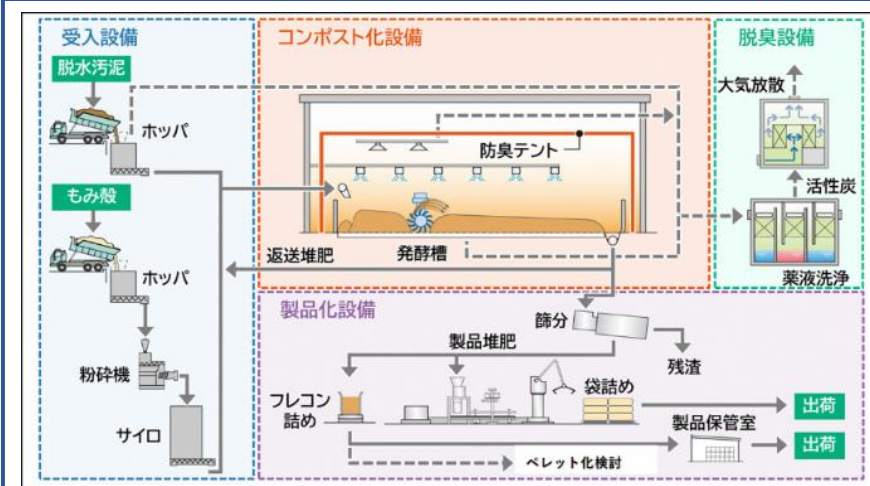 受入設備
脱水汚泥
ホッパ
もみ殻
ホッパ
粉砕機
サイロ
コンポスト化設備
防臭テント
返送堆肥
発酵槽
脱臭設備
大気放散
活性炭
薬液洗浄
製品化設備
篩分
残渣
製品堆肥
フレコン
詰め
袋詰め
出荷
製品保管室
出荷
ペレット化検討